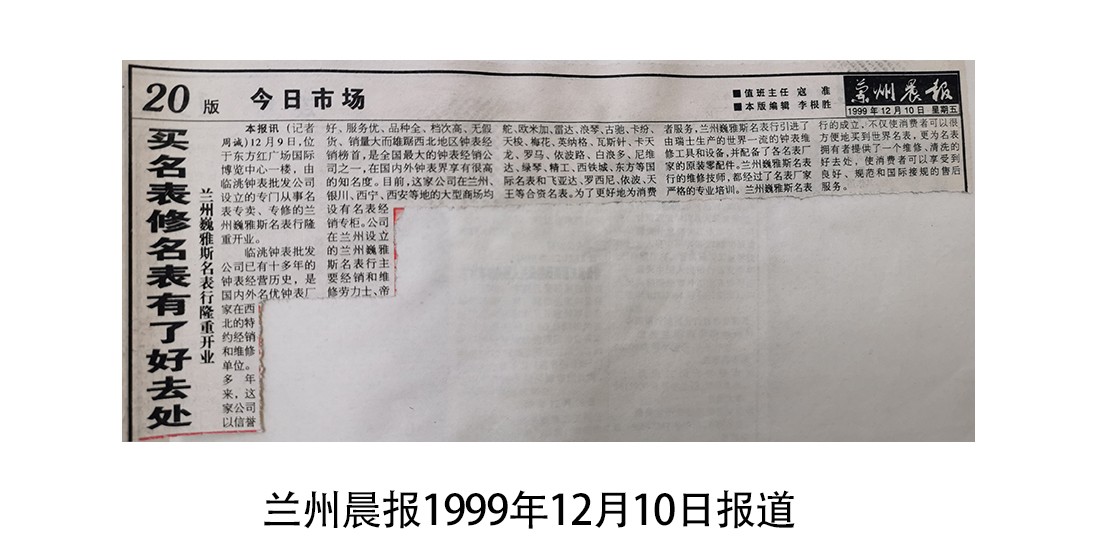 20版 今日市场
■值班主任 寇准
■本版编辑 李根胜
兰州晨报
1999年12月10日 星期五
买名表修名表有了好去处
兰州巍雅斯名表行隆重开业
本报讯(记者
周诚)12月9日,位
于东方红广场国际
博览中心一楼,由
临洮钟表批发公司
设立的专门从事名
表专卖、专修的兰
州巍雅斯名表行隆
重开业。
临洮钟表批发
公司已有十多年的
钟表经营历史,是
国内外名优钟表厂
家在西
北的特
约经销
和维修
单位。
多年
来,这
家公司
以信誉
好、服务优、品种全、档次高、无假
货、销量大而雄踞西北地区钟表经
销榜首,是全国最大的钟表经销公
司之一,在国内外钟表界享有很高
的知名度。目前,这家公司在兰州、
银川、西宁、西安等地的大型商场均
设有名表经
销专柜。公司
在兰州设立
的兰州巍雅
斯名表行主
要经销和维
修劳力士、帝
舵、欧米加、雷达、浪琴、古驰、卡纷、
天梭、梅花、英纳格、瓦斯针、卡天
龙、罗马、依波路、白浪多、尼维
达、绿琴、精工、西铁城、东方等国
际名表和飞亚达、罗西尼、依波、天
王等合资名表。为了更好地为消费
者服务,兰州巍雅斯名表行引进了
由瑞士生产的世界一流的钟表维
修工具和设备,并配备了各名表厂
家的原装零配件。兰州巍雅斯名表
行的维修技师,都经过了名表厂家
严格的专业培训。兰州巍雅斯名表
行的成立,不仅使消费者可以很
方便地买到世界名表,更为名表
拥有者提供了一个维修、清洗的
好去处,使消费者可以享受到
良好、规范和国际接规的售后
服务。
兰州晨报1999年12月10日报道